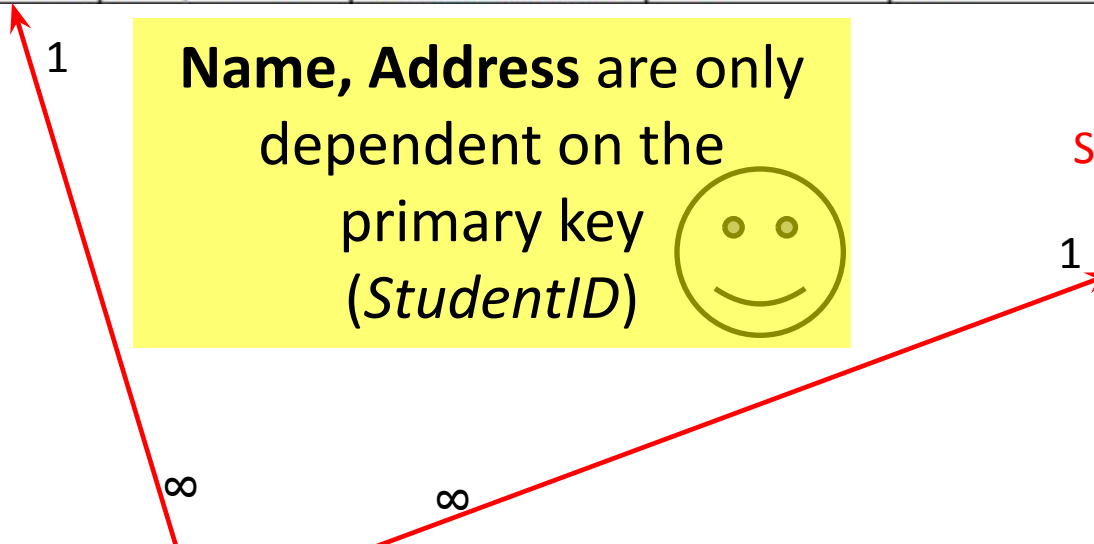 1
Name, Address are only
dependent on the
primary key
(StudentID)
S
1
∞
∞